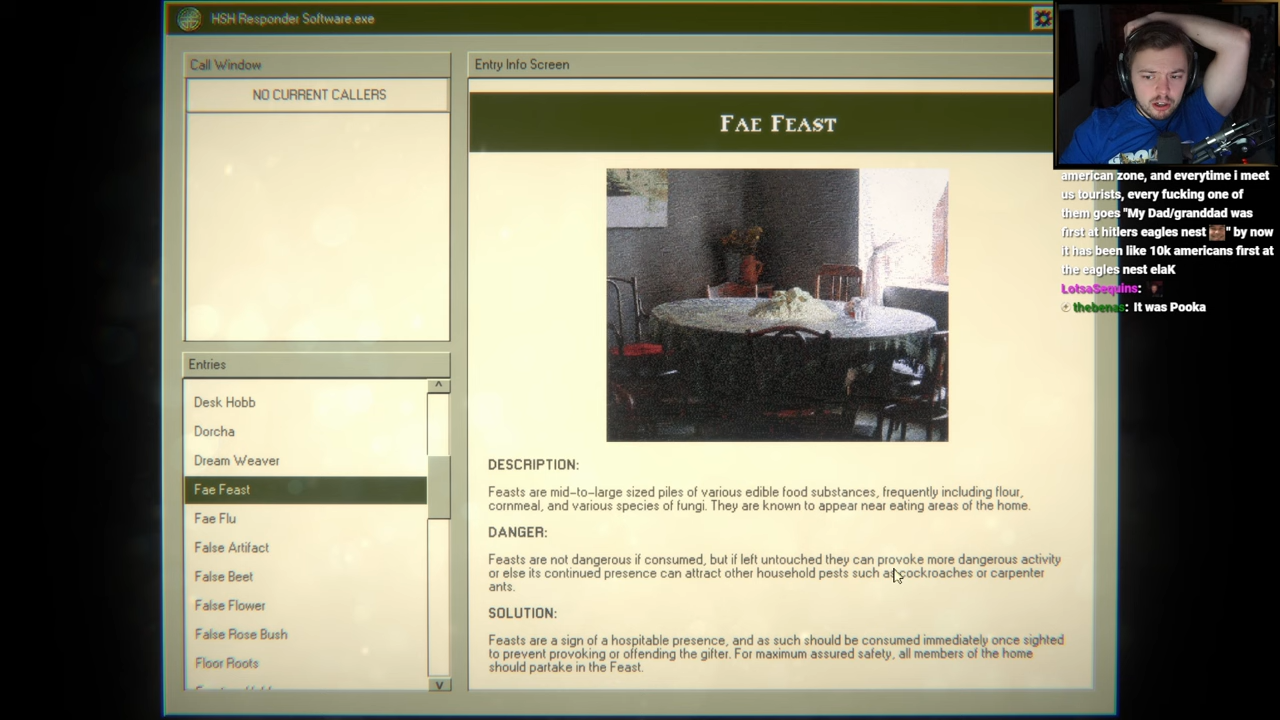 HSH Responder Software.exe
Call Window
NO CURRENT CALLERS
Entries
Desk Hobb
Dorcha
Dream Weaver
Fae Feast
Fae Flu
False Artifact
False Beet
False Flower
False Rose Bush
Floor Roots
Entry Info Screen
FAE FEAST
DESCRIPTION:
Feasts are mid-to-large sized piles of various edible food substances, frequently including flour,
cornmeal, and various species of fungi. They are known to appear near eating areas of the home.
DANGER:
Feasts are not dangerous if consumed, but if left untouched they can provoke more dangerous activity
or else its continued presence can attract other household pests such as cockroaches or carpenter
ants.
SOLUTION:
Feasts are a sign of a hospitable presence, and as such should be consumed immediately once sighted
to prevent provoking or offending the gifter. For maximum assured safety, all members of the home
should partake in the Feast.
american zone, and everytime i meet
us tourists, every fucking one of
them goes "My Dad/granddad was
first at hitlers eagles nest " by now
it has been like 10k americans first at
the eagles nest elaK
LotsaSequins:
thebenas: It was Pooka